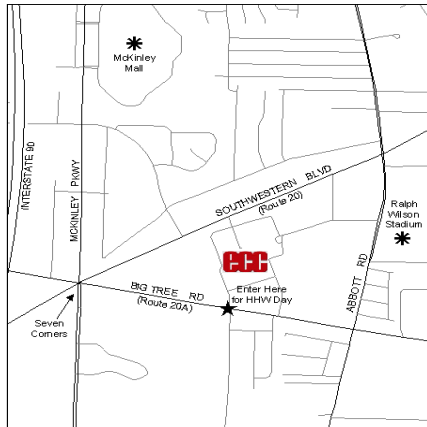 McKinley
Mall
INTERSTATE 90
MCKINLEY PKWY
SOUTHWESTERN BLVD
(Route 20)
Ralph
Wilson
Stadium
ecc
BIG TREE RD
(Route 20A)
Enter Here
for HHW Day
ABBOTT RD
Seven
Corners